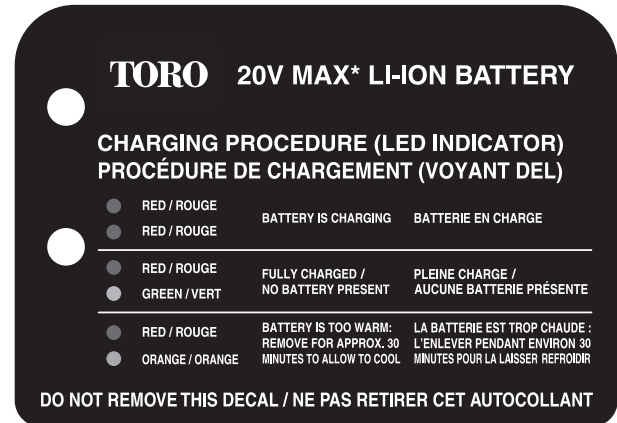 TORO 20V MAX* LI-ION BATTERY
CHARGING PROCEDURE (LED INDICATOR)
PROCÉDURE DE CHARGEMENT (VOYANT DEL)
RED / ROUGE
RED / ROUGE
BATTERY IS CHARGING
BATTERIE EN CHARGE
RED / ROUGE
GREEN / VERT
FULLY CHARGED /
NO BATTERY PRESENT
PLEINE CHARGE /
AUCUNE BATTERIE PRÉSENTE
RED / ROUGE
ORANGE / ORANGE
BATTERY IS TOO WARM:
REMOVE FOR APPROX. 30
MINUTES TO ALLOW TO COOL
LA BATTERIE EST TROP CHAUDE :
L'ENLEVER PENDANT ENVIRON 30
MINUTES POUR LA LAISSER REFROIDIR
DO NOT REMOVE THIS DECAL / NE PAS RETIRER CET AUTOCOLLANT